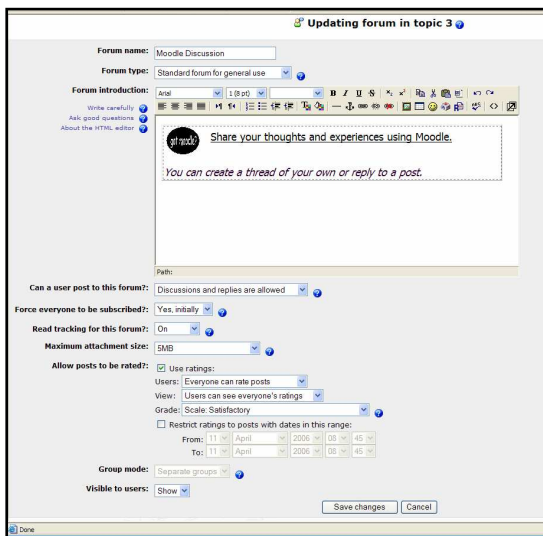 Updating forum in topic 3
Forum name: Moodle Discussion
Forum type: Standard forum for general use
Forum introduction: Arial 1 (8 pt) B I U S x₂ x²
Write carefully
Ask good questions
About the HTML editor
got moodle? Share your thoughts and experiences using Moodle.
You can create a thread of your own or reply to a post.
Path:
Can a user post to this forum?: Discussions and replies are allowed
Force everyone to be subscribed?: Yes, initially
Read tracking for this forum?: On
Maximum attachment size: 5MB
Allow posts to be rated?: Use ratings:
Users: Everyone can rate posts
View: Users can see everyone's ratings
Grade: Scale: Satisfactory
Restrict ratings to posts with dates in this range:
From: 11 April 2006 08 45
To: 11 April 2006 08 45
Group mode: Separate groups
Visible to users: Show
Save changes Cancel
Done